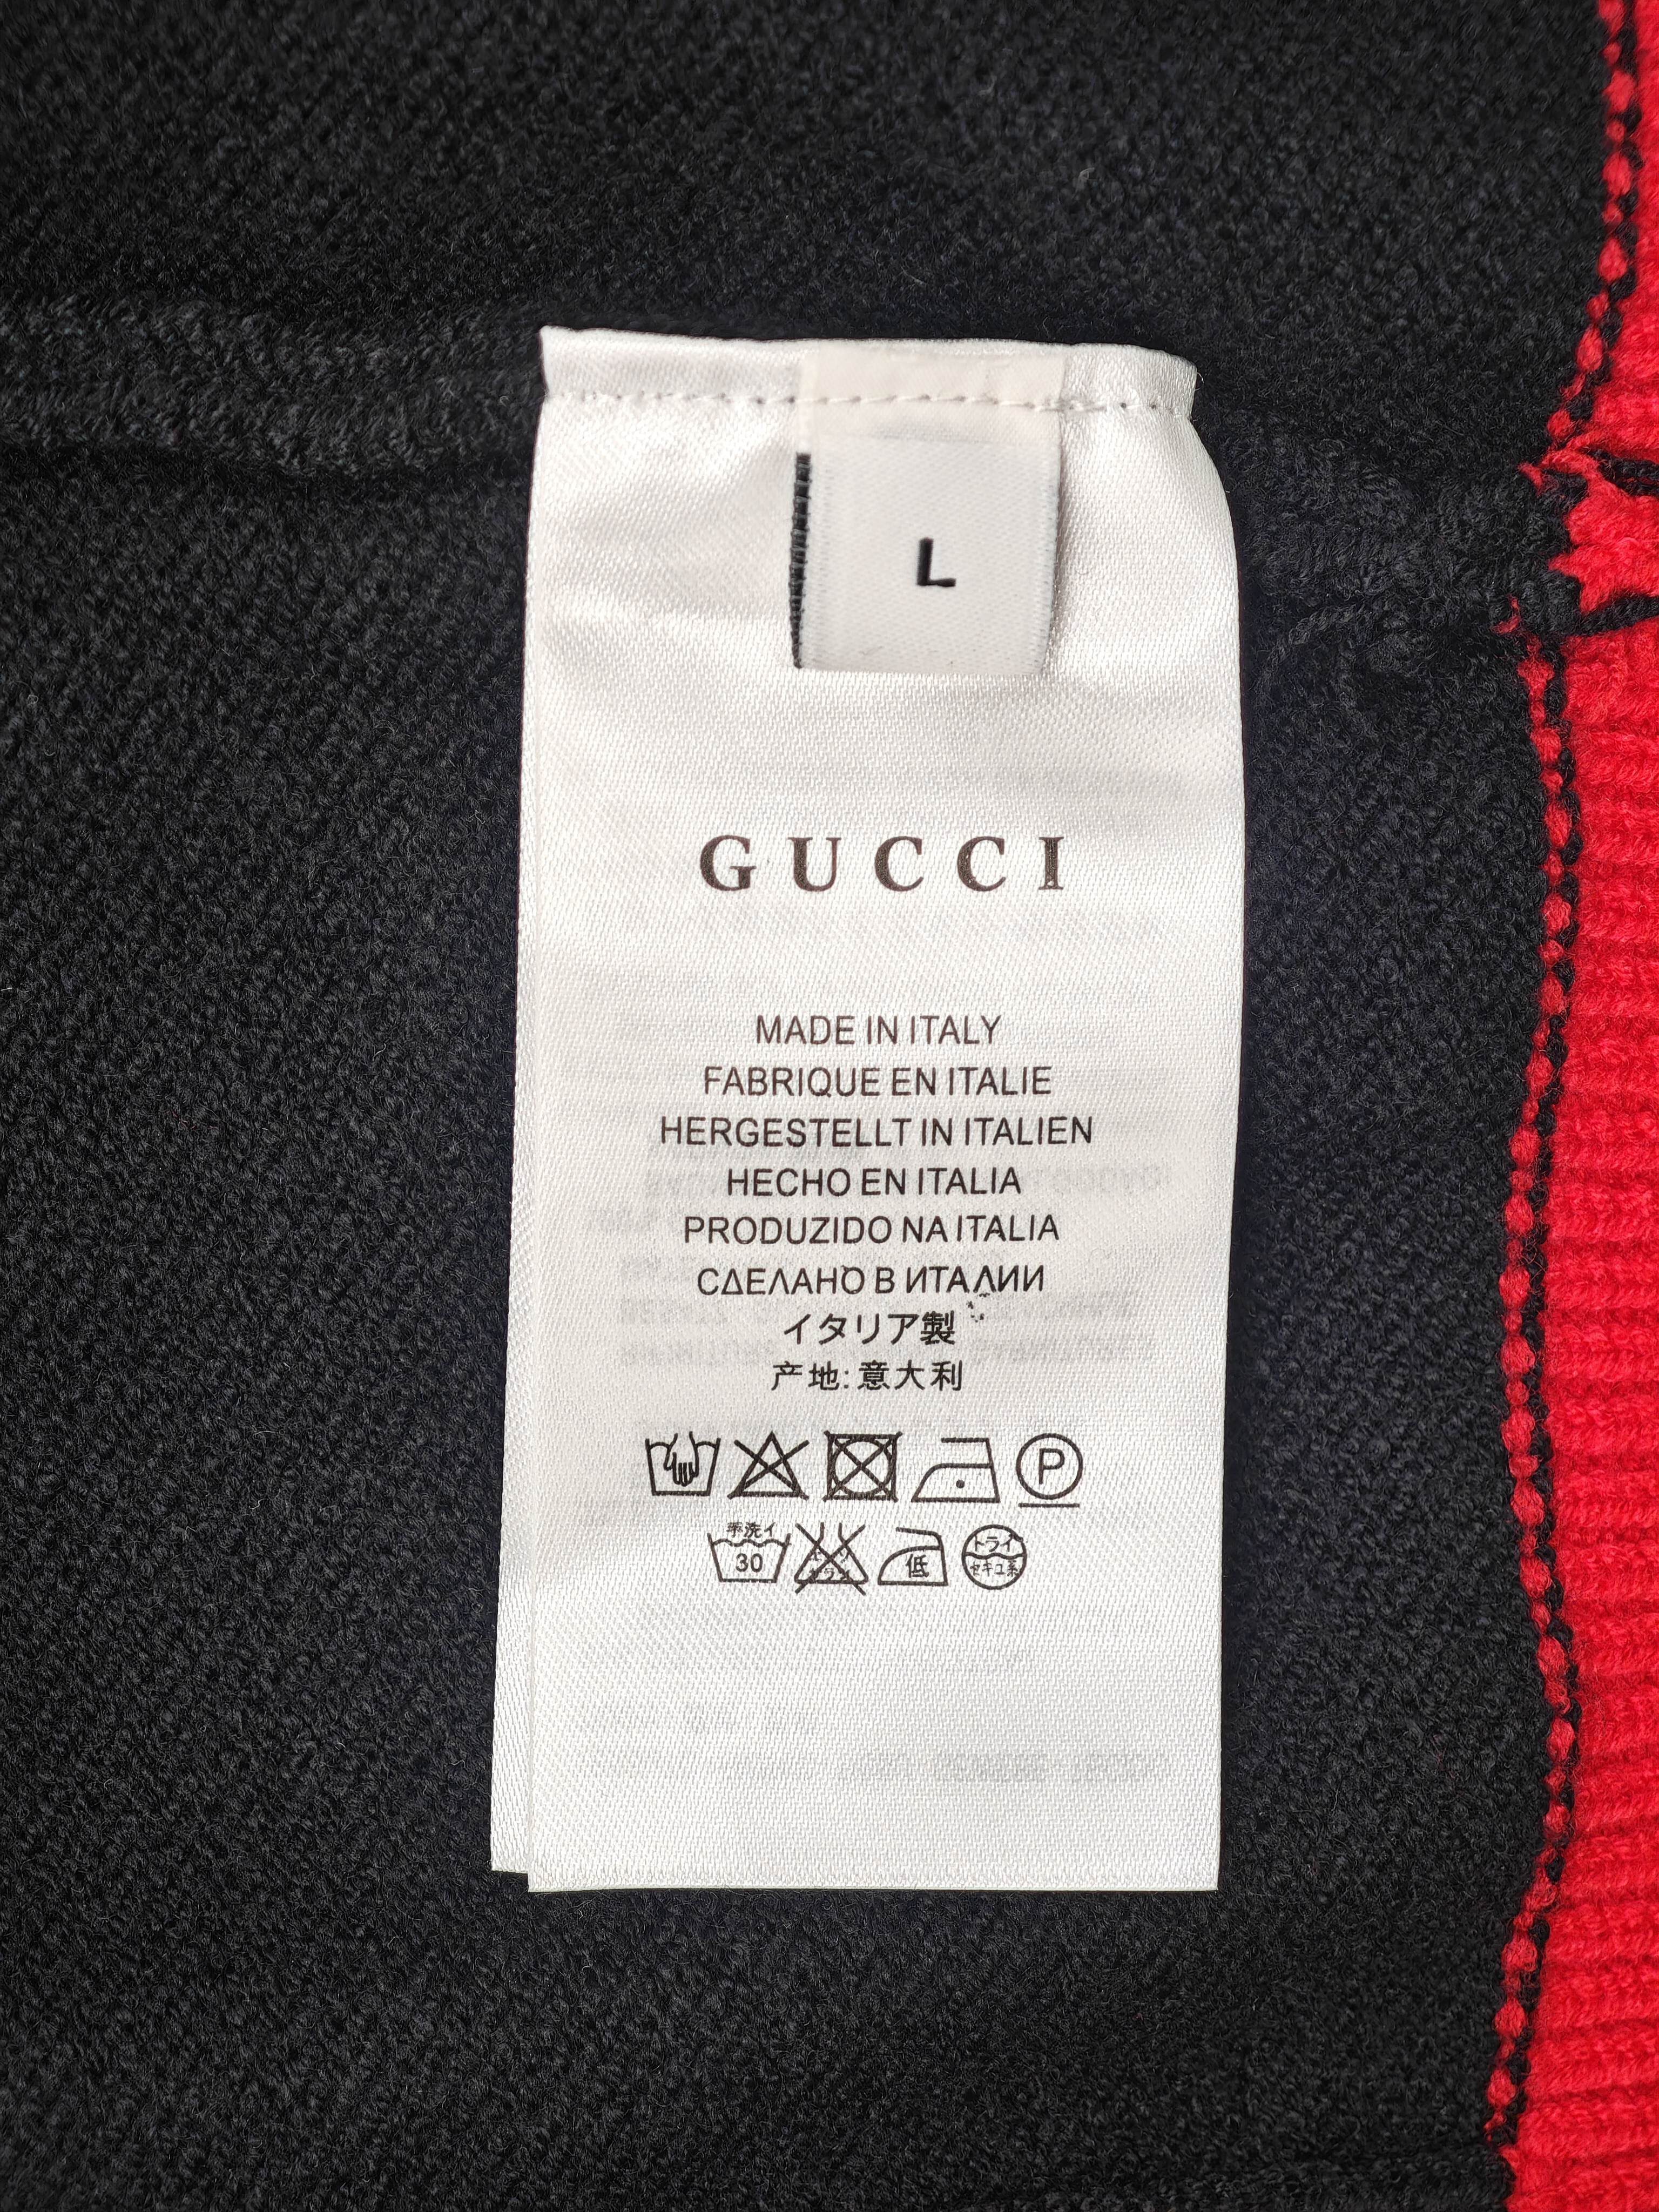 L
GUCCI
MADE IN ITALY
FABRIQUE EN ITALIE
HERGESTELLT IN ITALIEN
HECHO EN ITALIA
PRODUZIDO NA ITALIA
СДЕЛАНО В ИТАЛИИ
イタリア製
产地:意大利
P
手洗イ
30
低
ドライ
セキユ系